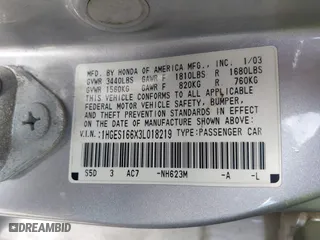 MFD. BY HONDA OF AMERICA MFG., INC. 1/03
GVWR 3440LBS GAWR F 1810LBS R 1680LBS
GVWR 1560KG GAWR F 820KG R 760KG
THIS VEHICLE CONFORMS TO ALL APPLICABLE
FEDERAL MOTOR VEHICLE SAFETY, BUMPER,
AND THEFT PREVENTION STANDARDS IN
EFFECT ON THE DATE OF MANUFACTURE
SHOWN ABOVE.
V.I.N.: 1HGES166X3L018219 TYPE:PASSENGER CAR
S5D 3 AC7 -NH623M -A -L
© AutoBidMaster